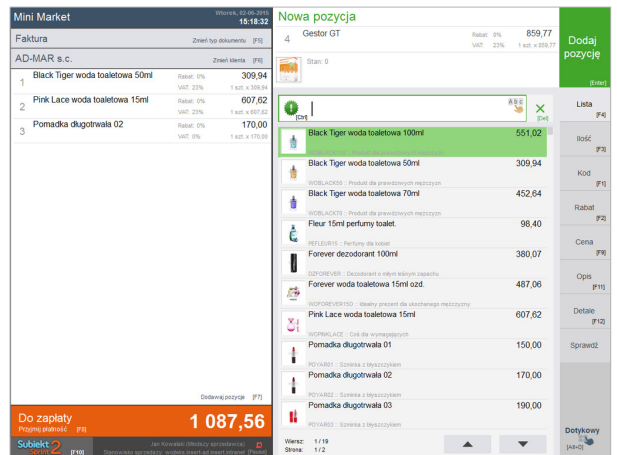 Mini Market
Wtorek, 02-06-2015
15:18:32
Faktura
Zmień typ dokumentu [F5]
AD-MAR s.c.
Zmień klienta [F6]
1 Black Tiger woda toaletowa 50ml Rabat: 0% 309,94
VAT: 23% 1 szt. x 309,94
2 Pink Lace woda toaletowa 15ml Rabat: 0% 607,62
VAT: 23% 1 szt. x 607,62
3 Pomadka długotrwała 02 Rabat: 0% 170,00
VAT: 0% 1 szt. x 170,00
Dodawaj pozycje [F7]
Do zapłaty
Przyjmij płatność [F8]
1 087,56
Subiekt 2
Sprint [F10]
Jan Kowalski (Młodszy sprzedawca)
Nowa pozycja
4 Gestor GT Rabat: 0% 859,77
VAT: 23% 1 szt. x 859,77
Stan: 0
[Ctrl]
ABC
[Del]
Black Tiger woda toaletowa 100ml 551,02
Black Tiger woda toaletowa 50ml 309,94
WOBLACK50 :: Produkt dla prawdziwych mężczyzn
Black Tiger woda toaletowa 70ml 452,64
WOBLACK70 :: Produkt dla prawdziwych mężczyzn
Fleur 15ml perfumy toalet. 98,40
PEFLEUR15 :: Perfumy dla kobiet
Forever dezodorant 100ml 380,07
DZFOREVER :: Dezodorant o miłym leśnym zapachu
Forever woda toaletowa 15ml ozd. 487,06
WOFOREVER15O :: Idealny prezent dla ukochanego mężczyzny
Pink Lace woda toaletowa 15ml 607,62
WOPINKLACE :: Coś dla wymagających
Pomadka długotrwała 01 150,00
POYAR01 :: Szminka z błyszczykiem
Pomadka długotrwała 02 170,00
POYAR02 :: Szminka z błyszczykiem
Pomadka długotrwała 03 190,00
POYAR03 :: Szminka z błyszczykiem
Wiersz: 1/19
Strona: 1/2
Dodaj
pozycję
[Enter]
Lista
[F4]
Ilość
[F3]
Kod
[F1]
Rabat
[F2]
Cena
[F9]
Opis
[F11]
Detale
[F12]
Sprawdź
Dotykowy
[Alt+D]